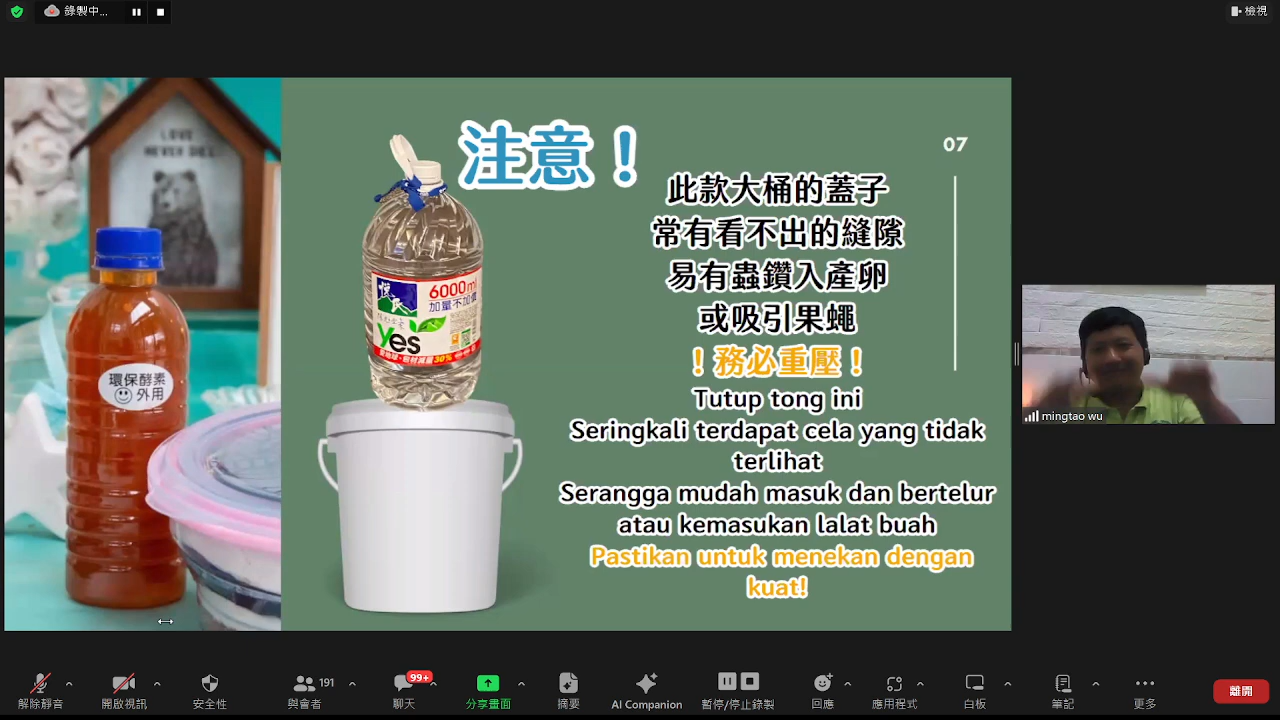 錄製中...
檢視
LOVE
NEVER DIE
環保酵素
外用
注意！
6000ml
加量不加價
yes
30%
07
此款大桶的蓋子
常有看不出的縫隙
易有蟲鑽入產卵
或吸引果蠅
！務必重壓！
Tutup tong ini
Seringkali terdapat cela yang tidak
terlihat
Serangga mudah masuk dan bertelur
atau kemasukan lalat buah
Pastikan untuk menekan dengan
kuat!
mingtao wu
解除靜音
開啟視訊
安全性
191
與會者
99+
聊天
分享畫面
摘要
AI Companion
暫停/停止錄製
回應
應用程式
白板
筆記
更多
離開